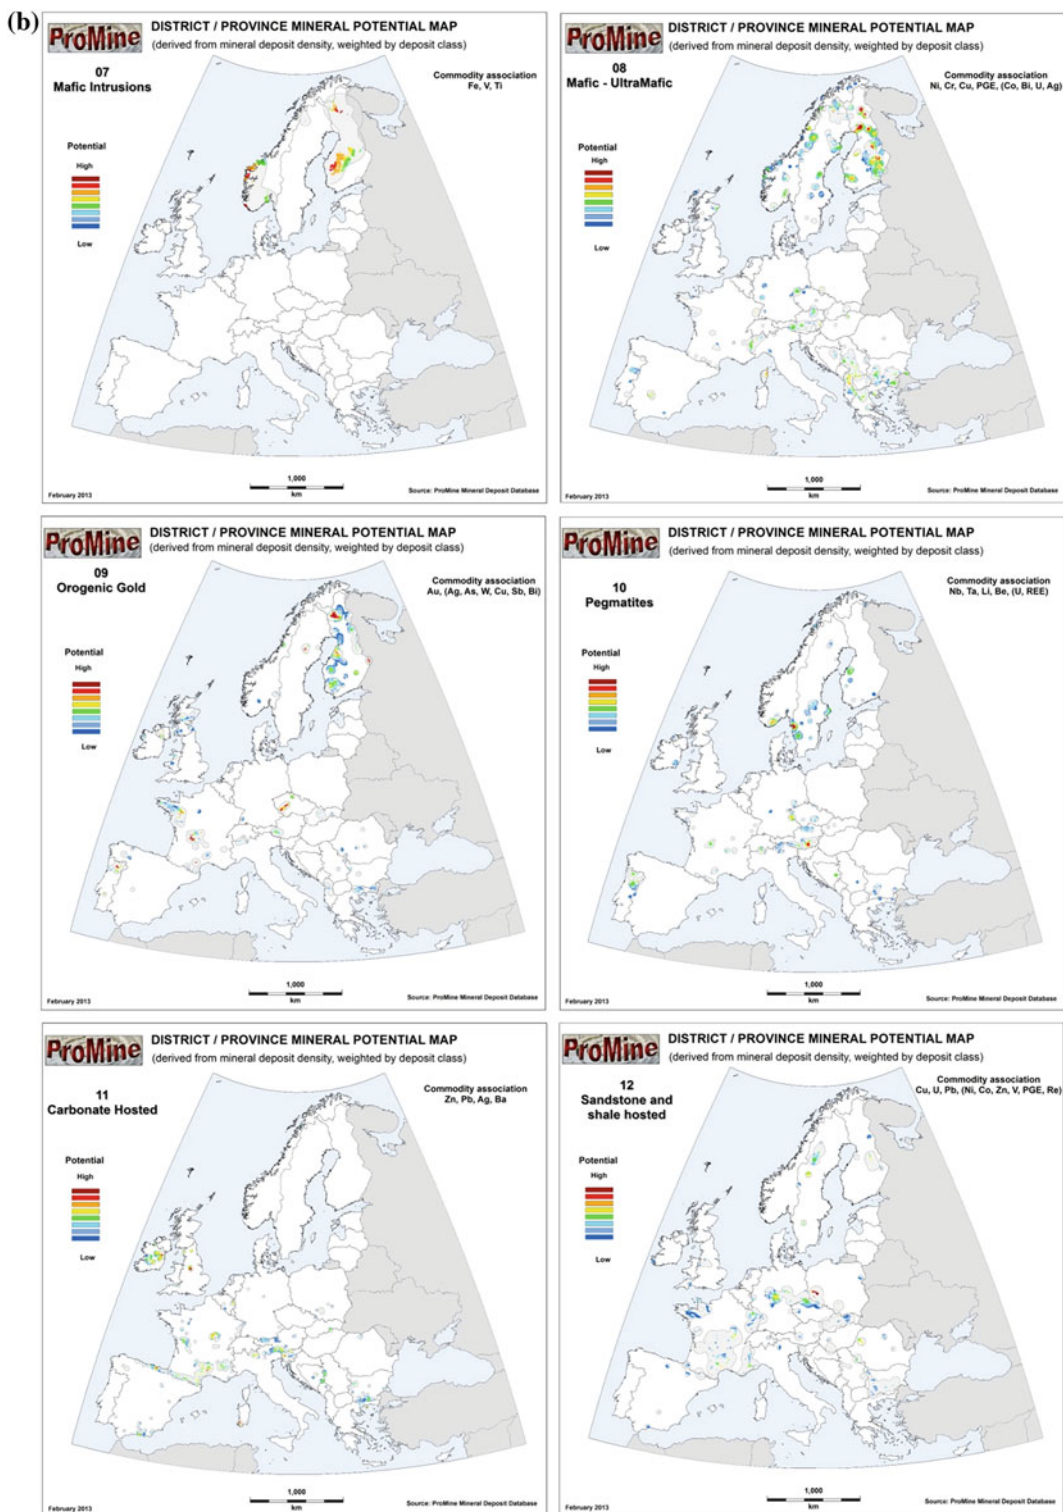 (b)
ProMine
DISTRICT / PROVINCE MINERAL POTENTIAL MAP
(derived from mineral deposit density, weighted by deposit class)
07
Mafic Intrusions
Commodity association
Fe, V, Ti
Potential
High
Low
1,000
km
February 2013
Source: ProMine Mineral Deposit Database
ProMine
DISTRICT / PROVINCE MINERAL POTENTIAL MAP
(derived from mineral deposit density, weighted by deposit class)
08
Mafic - UltraMafic
Commodity association
Ni, Cr, Cu, PGE, (Co, Bi, U, Ag)
Potential
High
Low
1,000
km
February 2013
Source: ProMine Mineral Deposit Database
ProMine
DISTRICT / PROVINCE MINERAL POTENTIAL MAP
(derived from mineral deposit density, weighted by deposit class)
09
Orogenic Gold
Commodity association
Au, (Ag, As, W, Cu, Sb, Bi)
Potential
High
Low
1,000
km
February 2013
Source: ProMine Mineral Deposit Database
ProMine
DISTRICT / PROVINCE MINERAL POTENTIAL MAP
(derived from mineral deposit density, weighted by deposit class)
10
Pegmatites
Commodity association
Nb, Ta, Li, Be, (U, REE)
Potential
High
Low
1,000
km
February 2013
Source: ProMine Mineral Deposit Database
ProMine
DISTRICT / PROVINCE MINERAL POTENTIAL MAP
(derived from mineral deposit density, weighted by deposit class)
11
Carbonate Hosted
Commodity association
Zn, Pb, Ag, Ba
Potential
High
Low
1,000
km
February 2013
Source: ProMine Mineral Deposit Database
ProMine
DISTRICT / PROVINCE MINERAL POTENTIAL MAP
(derived from mineral deposit density, weighted by deposit class)
12
Sandstone and
shale hosted
Commodity association
Cu, U, Pb, (Ni, Co, Zn, V, PGE, Re)
Potential
High
Low
1,000
km
February 2013
Source: ProMine Mineral Deposit Database